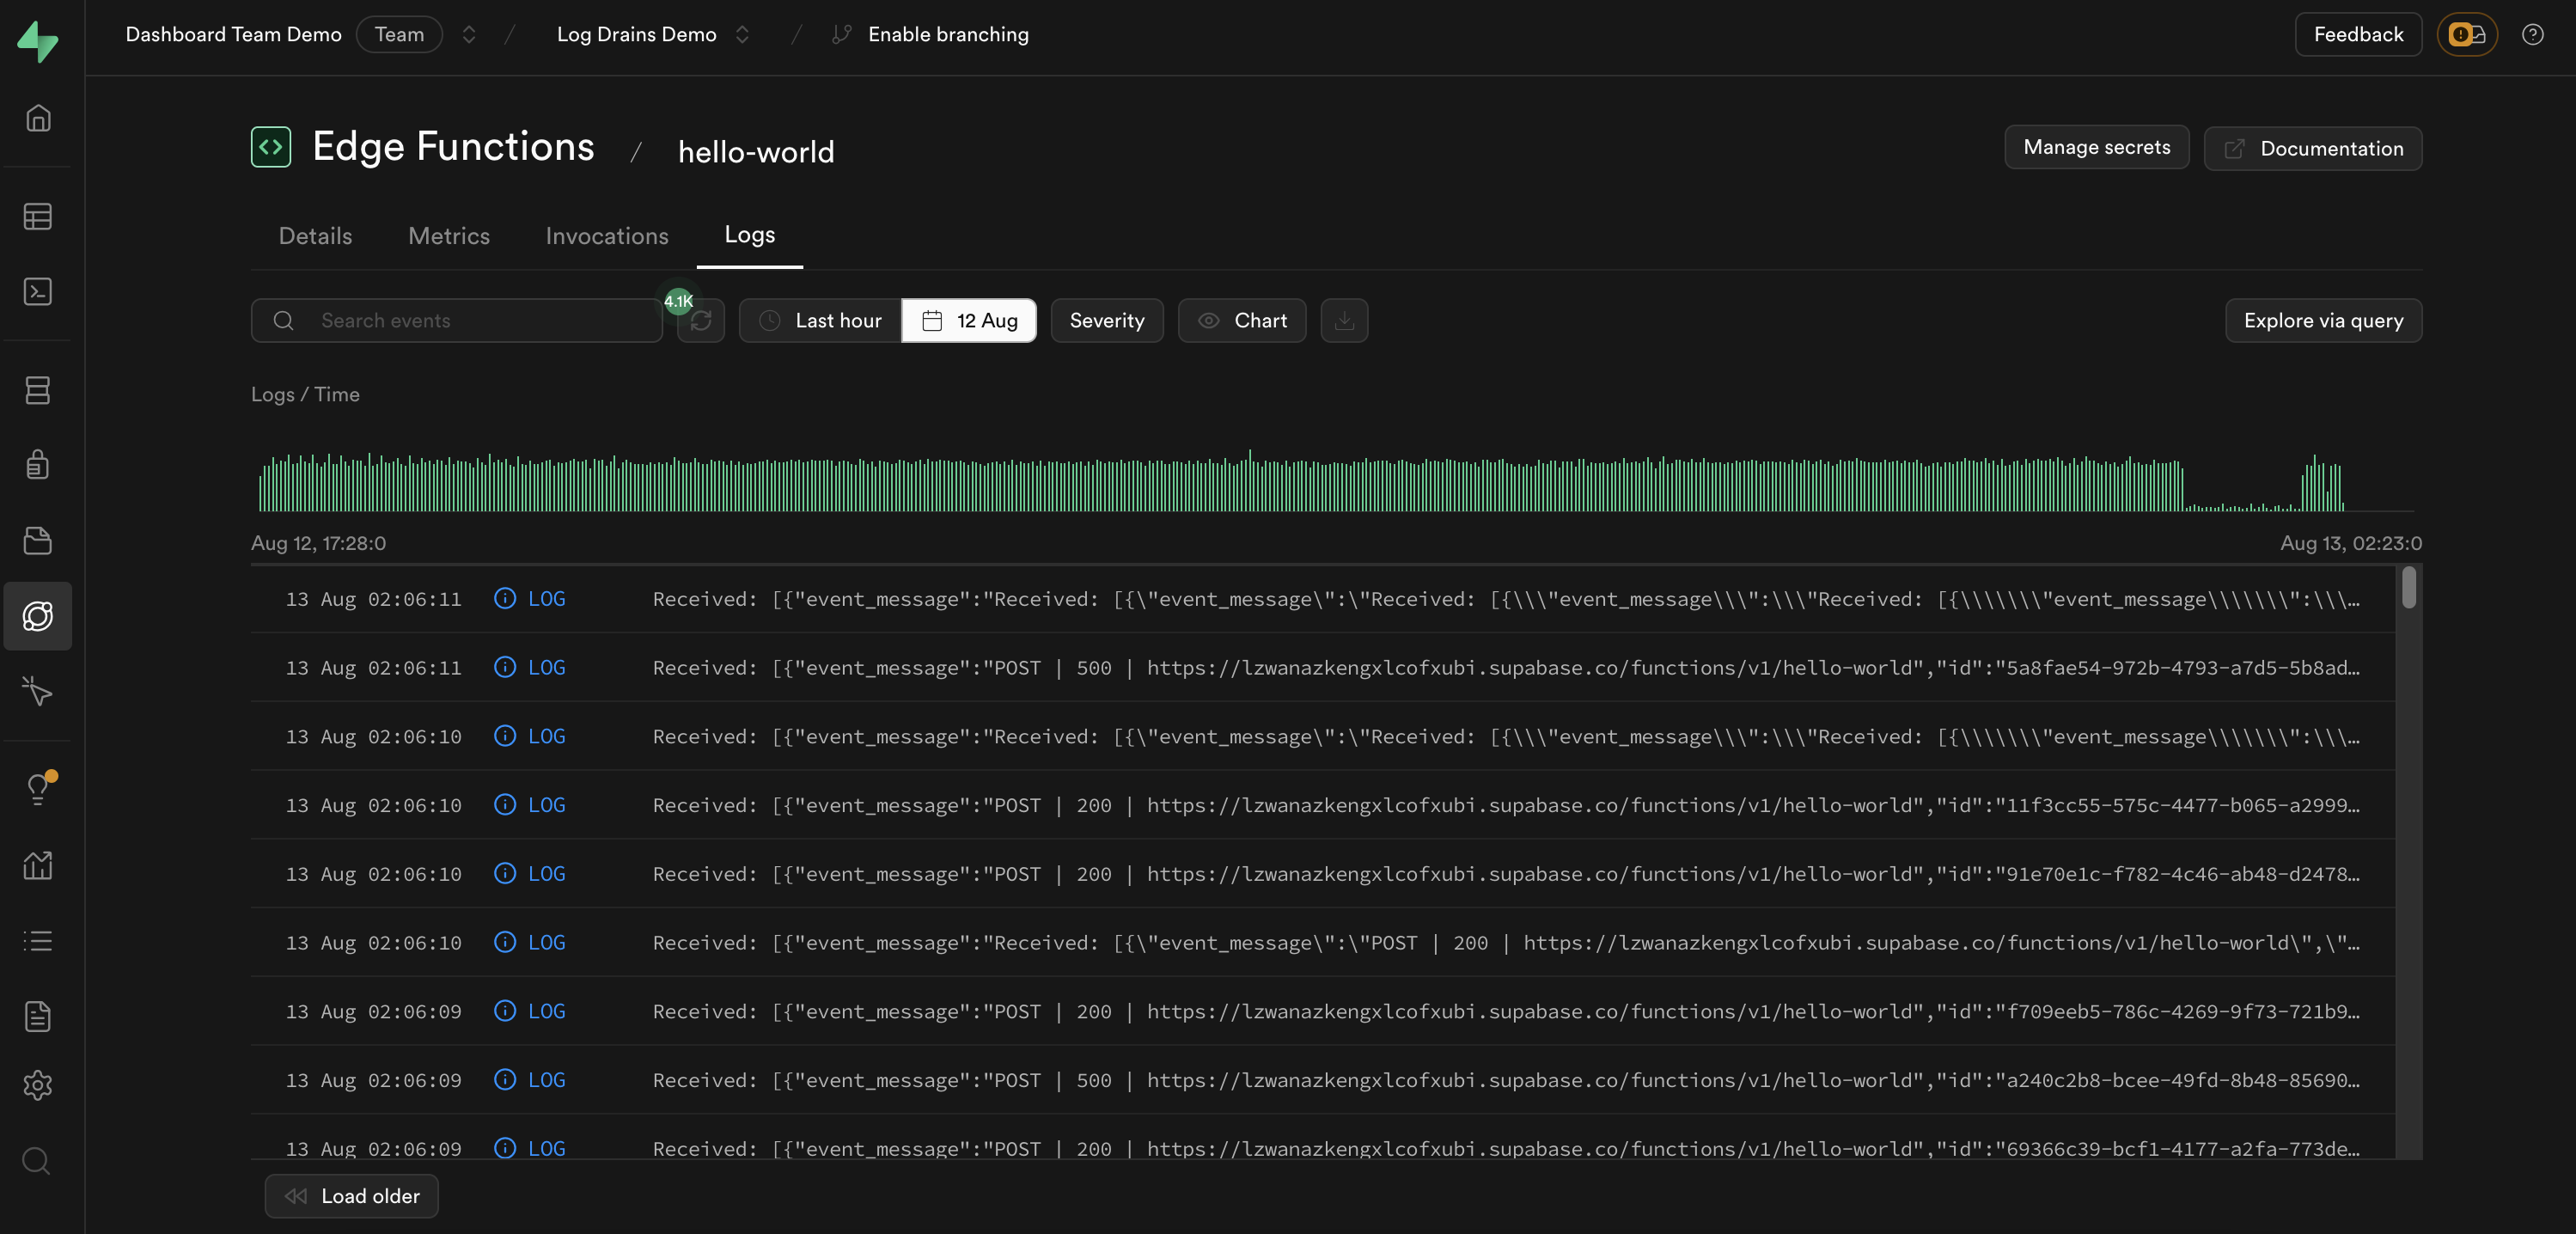 Dashboard Team Demo Team / Log Drains Demo / Enable branching Feedback
Edge Functions / hello-world Manage secrets Documentation
Details Metrics Invocations Logs
Search events 4.1K Last hour 12 Aug Severity Chart Explore via query
Logs / Time
Aug 12, 17:28:0 Aug 13, 02:23:0
13 Aug 02:06:11 LOG Received: [{"event_message":"Received: [{\"event_message\":\"Received: [{\\\"event_message\\\":\\\"Received: [{\\\\\\\"event_message\\\\\\\":\\\…
13 Aug 02:06:11 LOG Received: [{"event_message":"POST | 500 | https://lzwanazkengxlcofxubi.supabase.co/functions/v1/hello-world","id":"5a8fae54-972b-4793-a7d5-5b8ad…
13 Aug 02:06:10 LOG Received: [{"event_message":"Received: [{\"event_message\":\"Received: [{\\\"event_message\\\":\\\"Received: [{\\\\\\\"event_message\\\\\\\":\\\…
13 Aug 02:06:10 LOG Received: [{"event_message":"POST | 200 | https://lzwanazkengxlcofxubi.supabase.co/functions/v1/hello-world","id":"11f3cc55-575c-4477-b065-a2999…
13 Aug 02:06:10 LOG Received: [{"event_message":"POST | 200 | https://lzwanazkengxlcofxubi.supabase.co/functions/v1/hello-world","id":"91e70e1c-f782-4c46-ab48-d2478…
13 Aug 02:06:10 LOG Received: [{"event_message":"Received: [{\"event_message\":\"POST | 200 | https://lzwanazkengxlcofxubi.supabase.co/functions/v1/hello-world\",\"…
13 Aug 02:06:09 LOG Received: [{"event_message":"POST | 200 | https://lzwanazkengxlcofxubi.supabase.co/functions/v1/hello-world","id":"f709eeb5-786c-4269-9f73-721b9…
13 Aug 02:06:09 LOG Received: [{"event_message":"POST | 500 | https://lzwanazkengxlcofxubi.supabase.co/functions/v1/hello-world","id":"a240c2b8-bcee-49fd-8b48-85690…
13 Aug 02:06:09 LOG Received: [{"event_message":"POST | 200 | https://lzwanazkengxlcofxubi.supabase.co/functions/v1/hello-world","id":"69366c39-bcf1-4177-a2fa-773de…
Load older